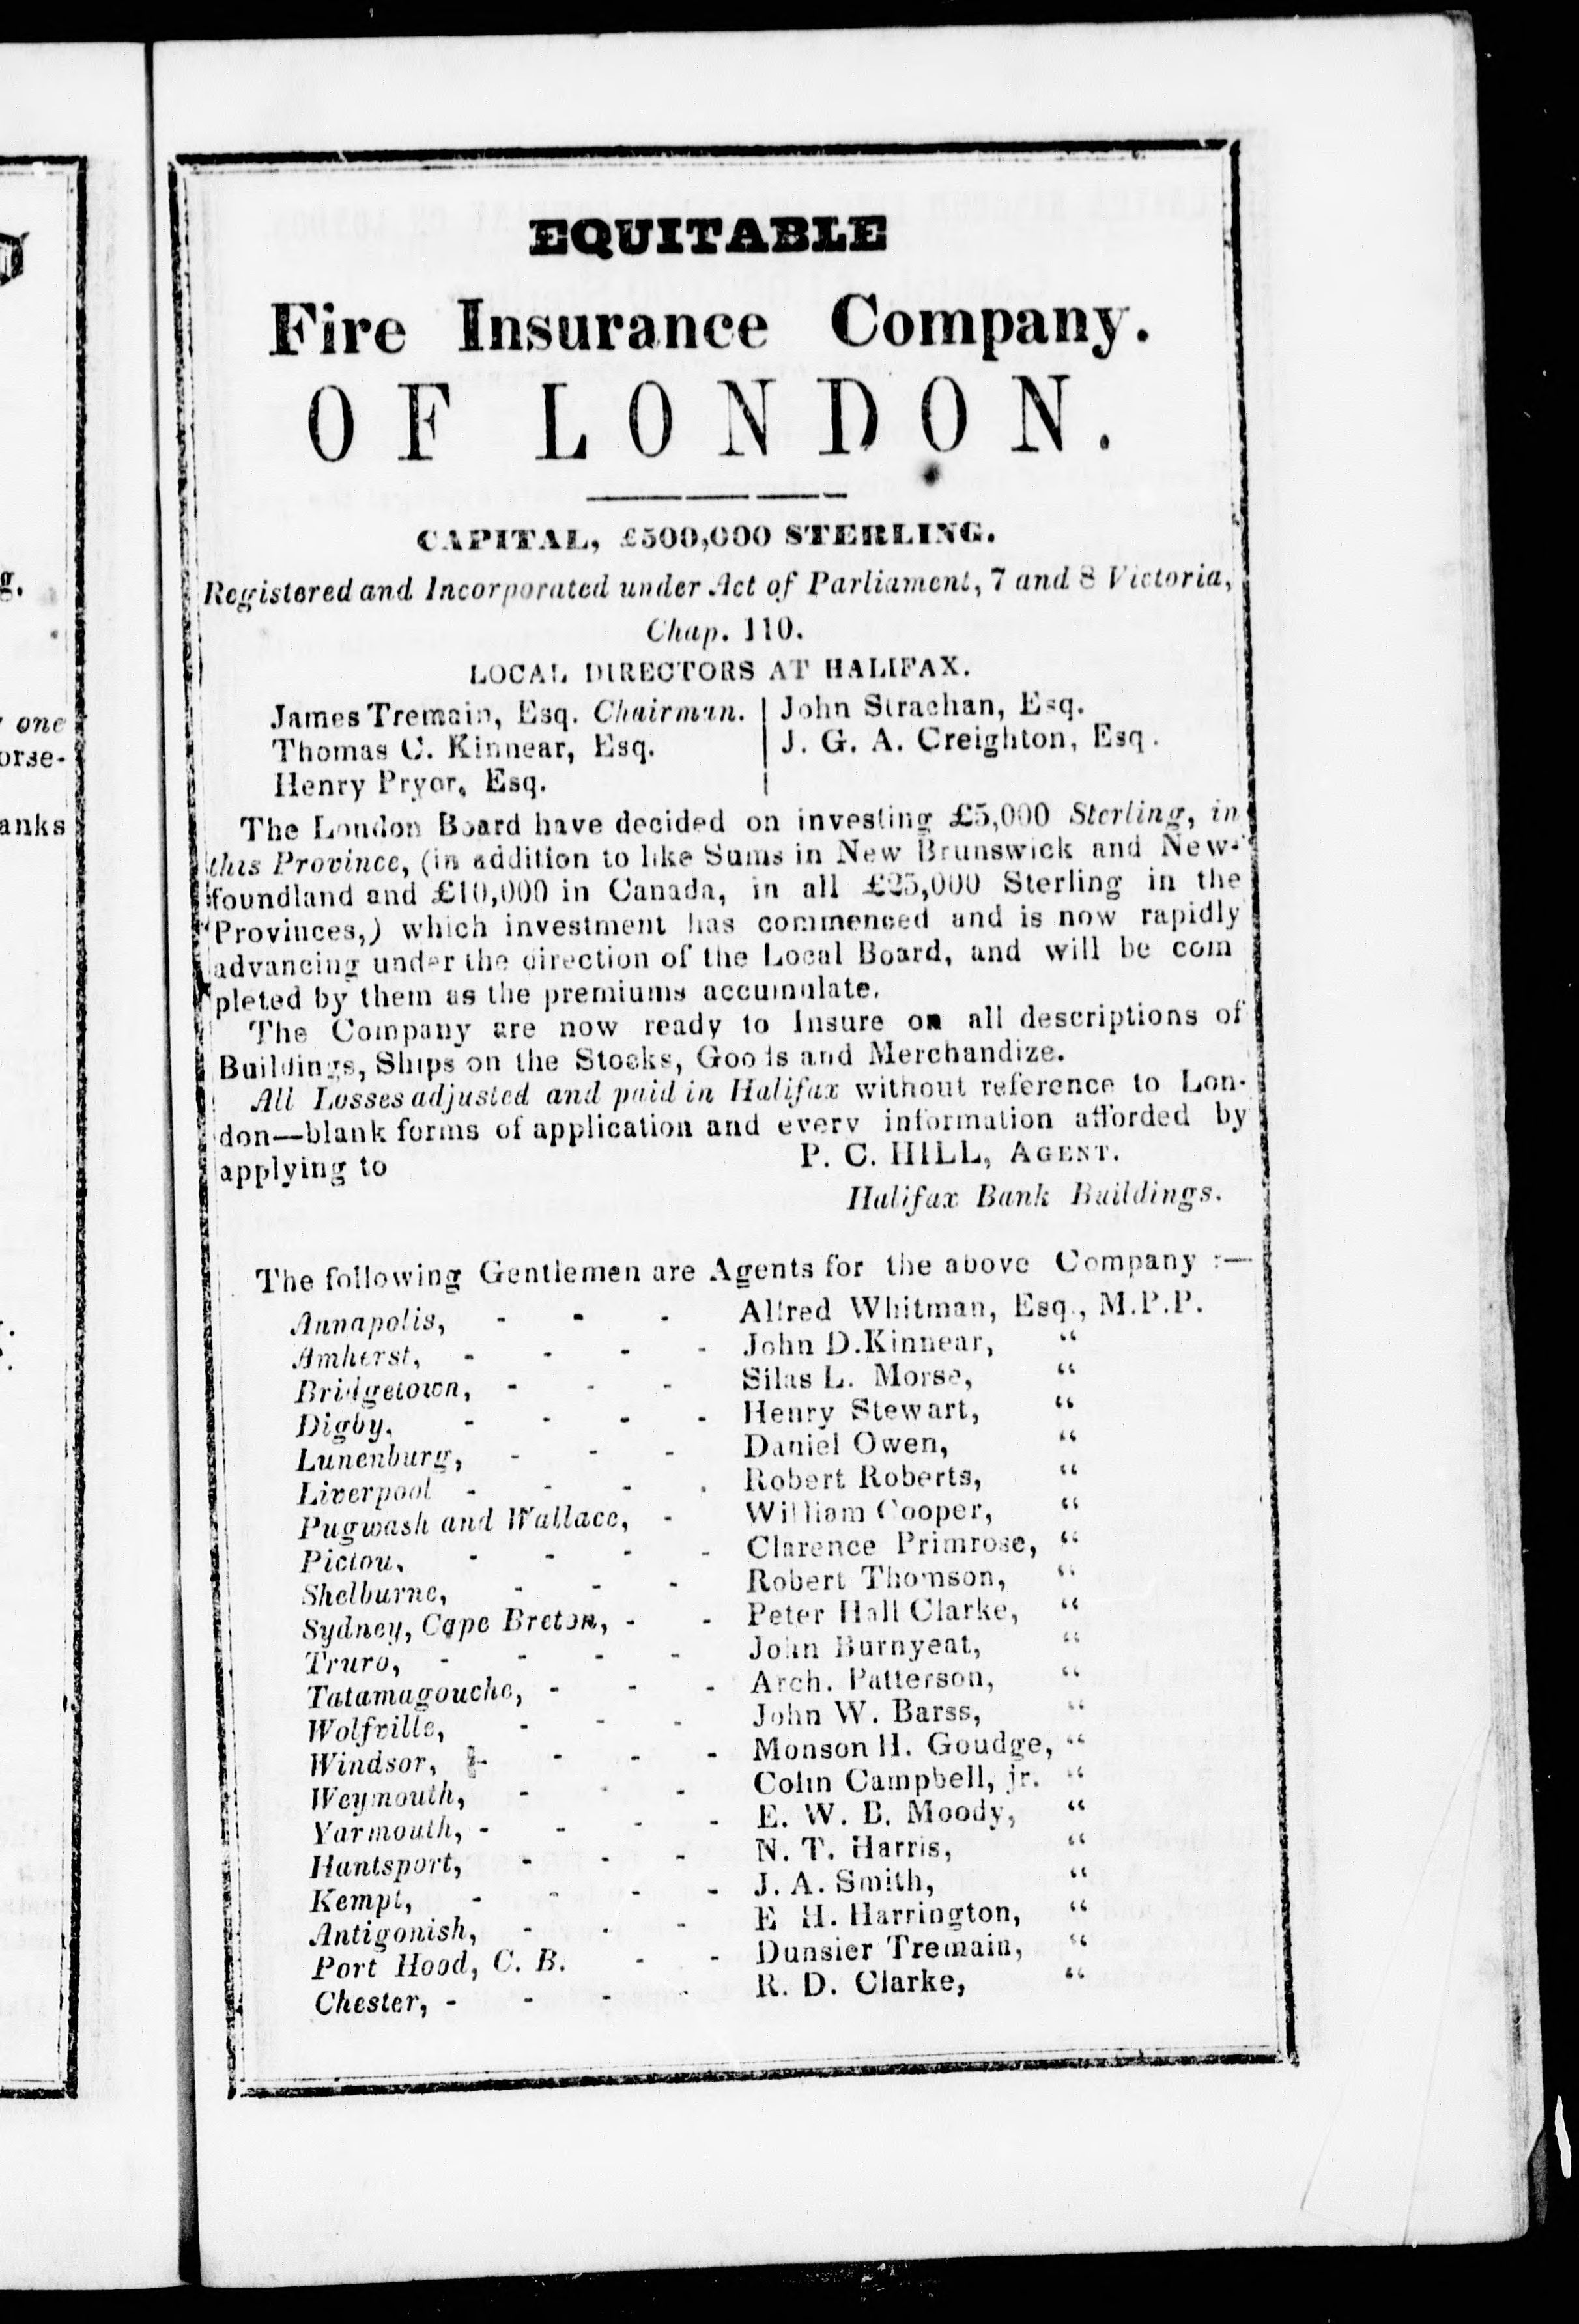 g.
one
orse-
anks
EQUITABLE
Fire Insurance Company.
OF LONDON.
CAPITAL, £500,000 STERLING.
Registered and Incorporated under Act of Parliament, 7 and 8 Victoria,
Chap. 110.
LOCAL DIRECTORS AT HALIFAX.
James Tremain, Esq. Chairman. | John Strachan, Esq.
Thomas C. Kinnear, Esq. | J. G. A. Creighton, Esq.
Henry Pryor, Esq. |
The London Board have decided on investing £5,000 Sterling, in
this Province, (in addition to like Sums in New Brunswick and New-
foundland and £10,000 in Canada, in all £25,000 Sterling in the
Provinces,) which investment has commenced and is now rapidly
advancing under the direction of the Local Board, and will be com
pleted by them as the premiums accumulate.
The Company are now ready to Insure on all descriptions of
Buildings, Ships on the Stocks, Goods and Merchandize.
All Losses adjusted and paid in Halifax without reference to Lon-
don—blank forms of application and every information afforded by
applying to P. C. HILL, AGENT.
Halifax Bank Buildings.
The following Gentlemen are Agents for the above Company :—
Annapolis, - - - Alfred Whitman, Esq., M.P.P.
Amherst, - - - - John D. Kinnear, “
Bridgetown, - - - Silas L. Morse, “
Digby, - - - - Henry Stewart, “
Lunenburg, - - - Daniel Owen, “
Liverpool - - - . Robert Roberts, “
Pugwash and Wallace, - William Cooper, “
Pictou, - - - - Clarence Primrose, “
Shelburne, - - - Robert Thomson, “
Sydney, Cape Breton, - - Peter Hall Clarke, “
Truro, - - - - John Burnyeat, “
Tatamagouche, - - - Arch. Patterson, “
Wolfville, - - - John W. Barss, “
Windsor, - - - - Monson H. Goudge, “
Weymouth, - - - Colin Campbell, jr. “
Yarmouth, - - - - E. W. B. Moody, “
Hantsport, - - - N. T. Harris, “
Kempt, - - - - J. A. Smith, “
Antigonish, - - - E H. Harrington, “
Port Hood, C. B. - - Dunsier Tremain, “
Chester, - - - - R. D. Clarke, “